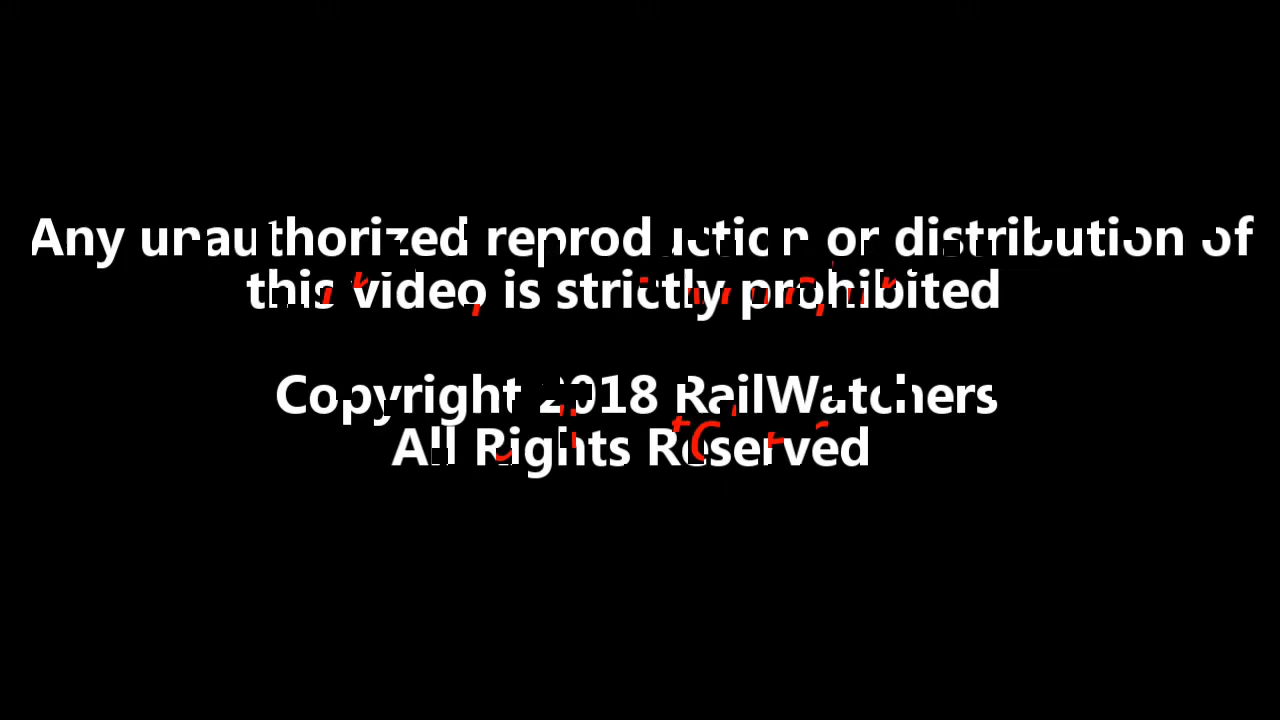 Any unauthorized reproduction or distribution of
this video is strictly prohibited
Copyright 2018 RailWatchers
All Rights Reserved